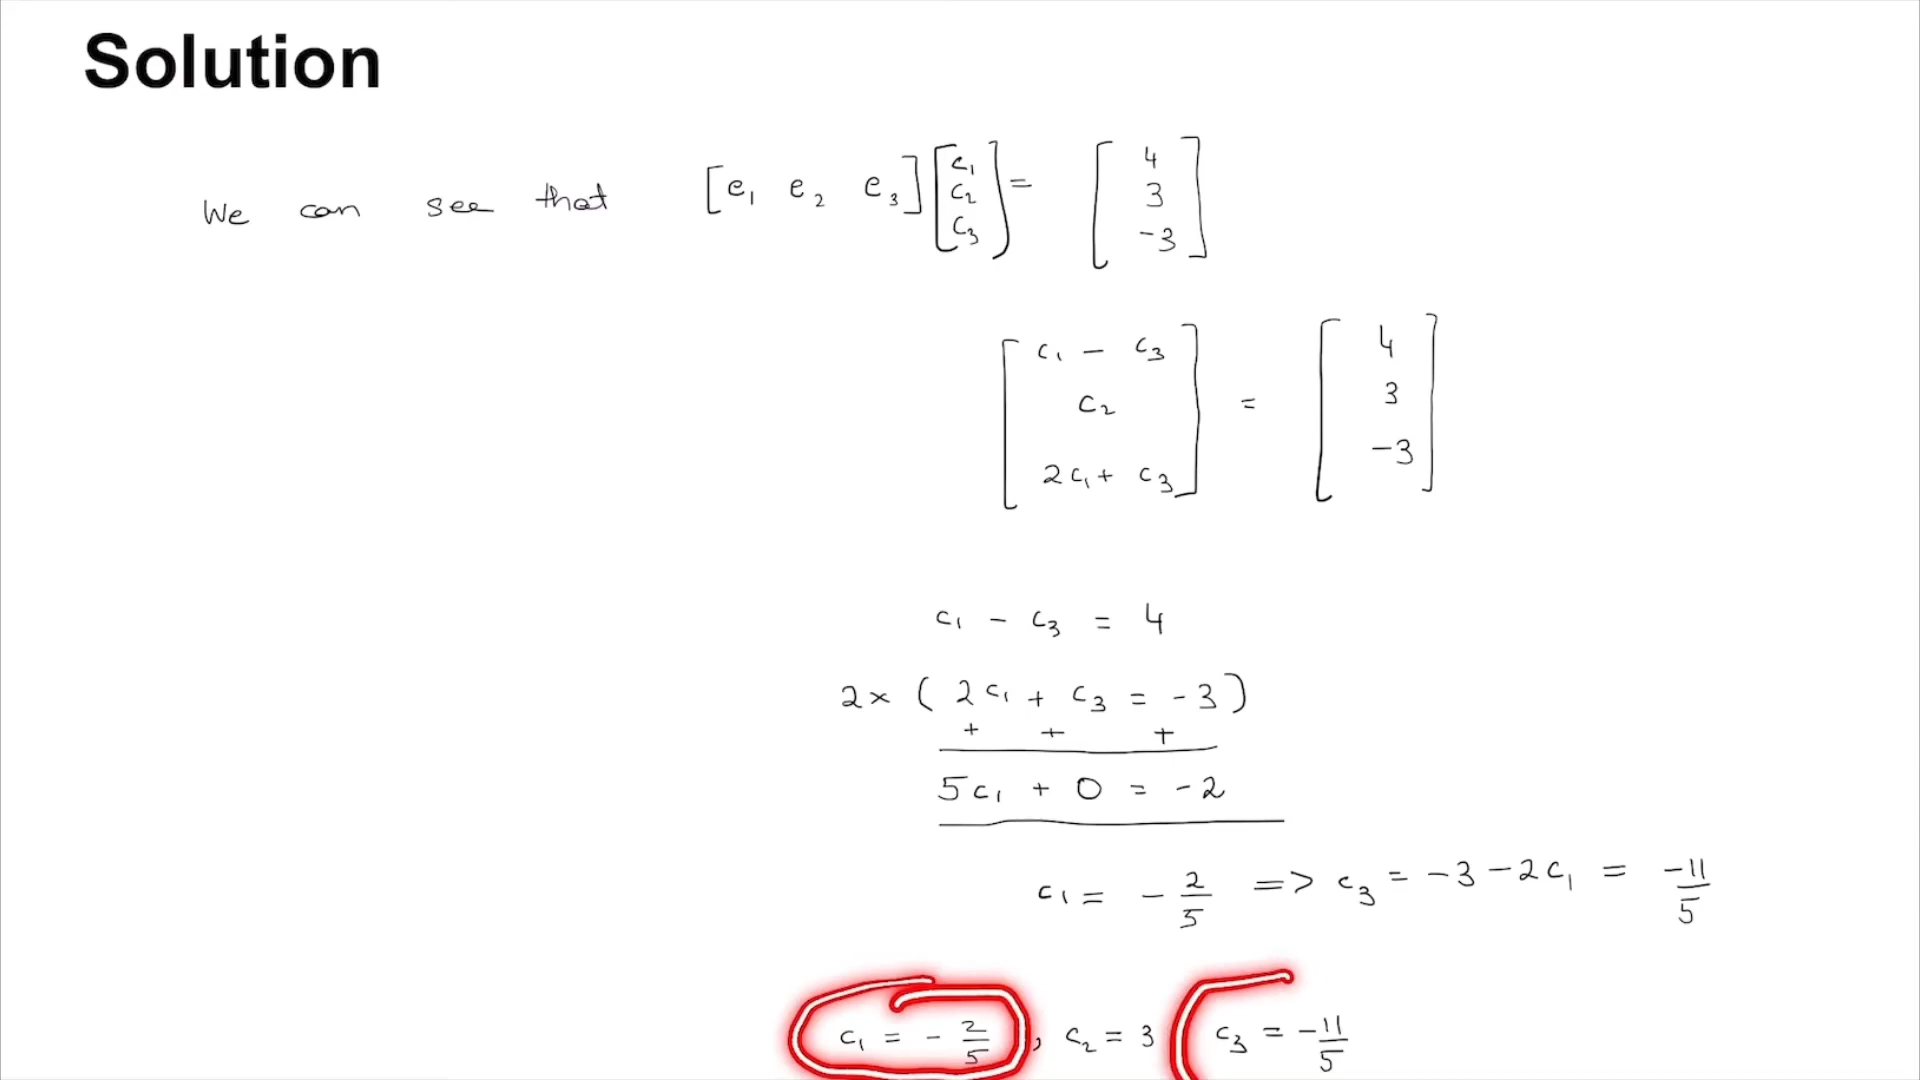 Solution
We can see that [e₁ e₂ e₃] [c₁ c₂ c₃] = [4 3 -3]
[c₁ - c₃ c₂ 2c₁ + c₃] = [4 3 -3]
c₁ - c₃ = 4
2 × ( 2c₁ + c₃ = -3 )
+ + +
5c₁ + 0 = -2
c₁ = - 2/5 => c₃ = -3 - 2c₁ = -11/5
c₁ = - 2/5 , c₂ = 3 c₃ = -11/5